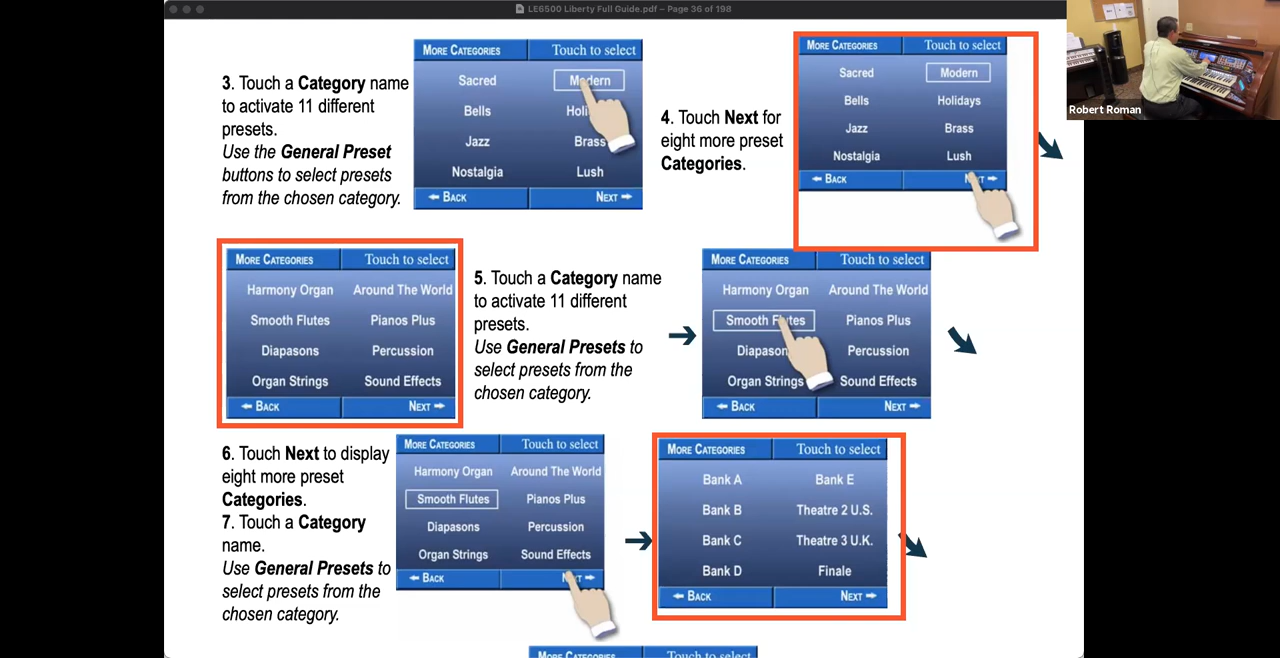 LE6500 Liberty Full Guide.pdf – Page 36 of 198
Robert Roman
3. Touch a Category name
to activate 11 different
presets.
Use the General Preset
buttons to select presets
from the chosen category.
MORE CATEGORIES Touch to select
Sacred Modern
Bells
Jazz Brass
Nostalgia Lush
BACK NEXT
4. Touch Next for
eight more preset
Categories.
MORE CATEGORIES Touch to select
Sacred Modern
Bells Holidays
Jazz Brass
Nostalgia Lush
BACK
MORE CATEGORIES Touch to select
Harmony Organ Around The World
Smooth Flutes Pianos Plus
Diapasons Percussion
Organ Strings Sound Effects
BACK NEXT
5. Touch a Category name
to activate 11 different
presets.
Use General Presets to
select presets from the
chosen category.
MORE CATEGORIES Touch to select
Harmony Organ Around The World
Smooth Flutes Pianos Plus
Diapasons Percussion
Organ Strings Sound Effects
BACK NEXT
6. Touch Next to display
eight more preset
Categories.
7. Touch a Category
name.
Use General Presets to
select presets from the
chosen category.
MORE CATEGORIES Touch to select
Harmony Organ Around The World
Smooth Flutes Pianos Plus
Diapasons Percussion
Organ Strings Sound Effects
BACK
MORE CATEGORIES Touch to select
Bank A Bank E
Bank B Theatre 2 U.S.
Bank C Theatre 3 U.K.
Bank D Finale
BACK NEXT
MORE CATEGORIES Touch to select